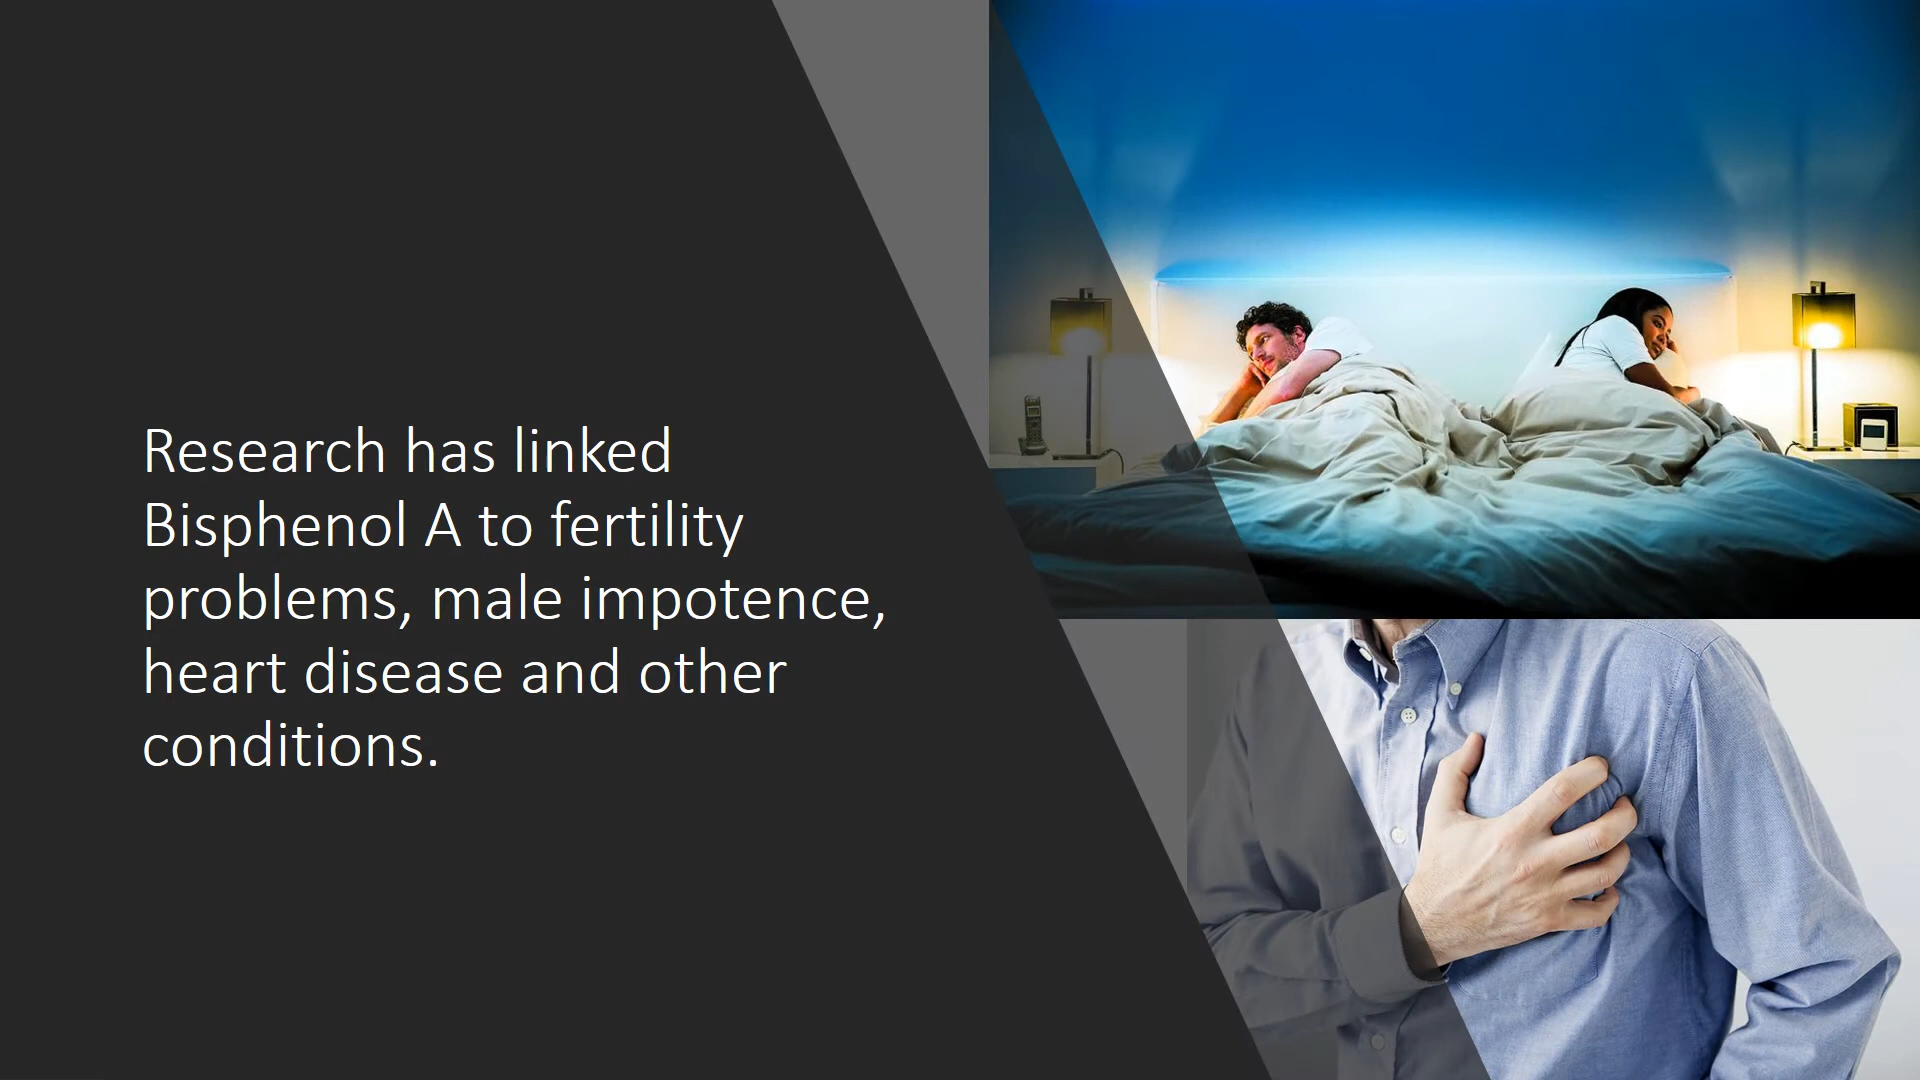 Research has linked
Bisphenol A to fertility
problems, male impotence,
heart disease and other
conditions.